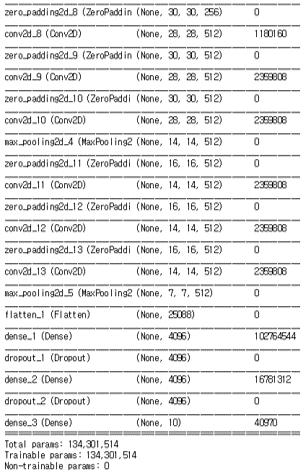 zero_padding2d_8 (ZeroPaddin (None, 30, 30, 256) 0
conv2d_8 (Conv2D) (None, 28, 28, 512) 1180160
zero_padding2d_9 (ZeroPaddin (None, 30, 30, 512) 0
conv2d_9 (Conv2D) (None, 28, 28, 512) 2359808
zero_padding2d_10 (ZeroPaddi (None, 30, 30, 512) 0
conv2d_10 (Conv2D) (None, 28, 28, 512) 2359808
max_pooling2d_4 (MaxPooling2 (None, 14, 14, 512) 0
zero_padding2d_11 (ZeroPaddi (None, 16, 16, 512) 0
conv2d_11 (Conv2D) (None, 14, 14, 512) 2359808
zero_padding2d_12 (ZeroPaddi (None, 16, 16, 512) 0
conv2d_12 (Conv2D) (None, 14, 14, 512) 2359808
zero_padding2d_13 (ZeroPaddi (None, 16, 16, 512) 0
conv2d_13 (Conv2D) (None, 14, 14, 512) 2359808
max_pooling2d_5 (MaxPooling2 (None, 7, 7, 512) 0
flatten_1 (Flatten) (None, 25088) 0
dense_1 (Dense) (None, 4096) 102764544
dropout_1 (Dropout) (None, 4096) 0
dense_2 (Dense) (None, 4096) 16781312
dropout_2 (Dropout) (None, 4096) 0
dense_3 (Dense) (None, 10) 40970
Total params: 134,301,514
Trainable params: 134,301,514
Non-trainable params: 0